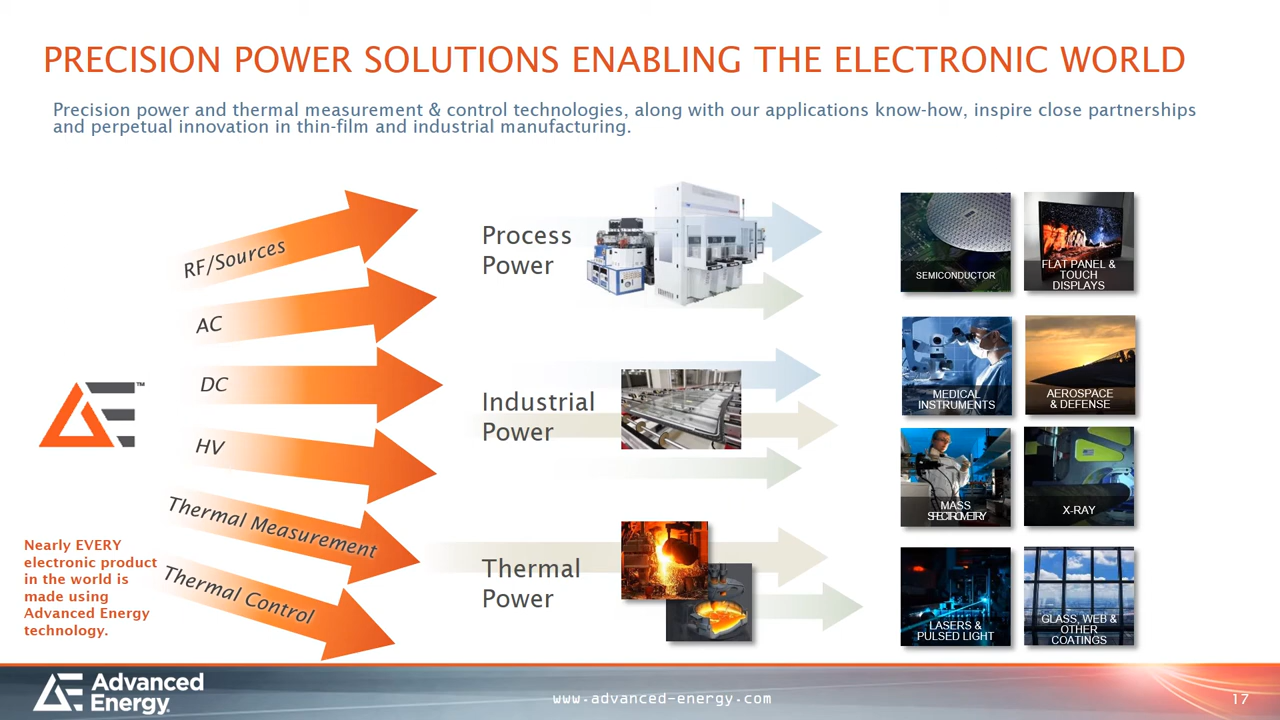 PRECISION POWER SOLUTIONS ENABLING THE ELECTRONIC WORLD
Precision power and thermal measurement & control technologies, along with our applications know-how, inspire close partnerships
and perpetual innovation in thin-film and industrial manufacturing.
RF/Sources
AC
DC
HV
Thermal Measurement
Thermal Control
AE™
Nearly EVERY
electronic product
in the world is
made using
Advanced Energy
technology.
Process
Power
Industrial
Power
Thermal
Power
SEMICONDUCTOR
FLAT PANEL &
TOUCH
DISPLAYS
MEDICAL
INSTRUMENTS
AEROSPACE
& DEFENSE
MASS
SPECTROMETRY
X-RAY
LASERS &
PULSED LIGHT
GLASS, WEB &
OTHER
COATINGS
Advanced
Energy
www.advanced-energy.com
17